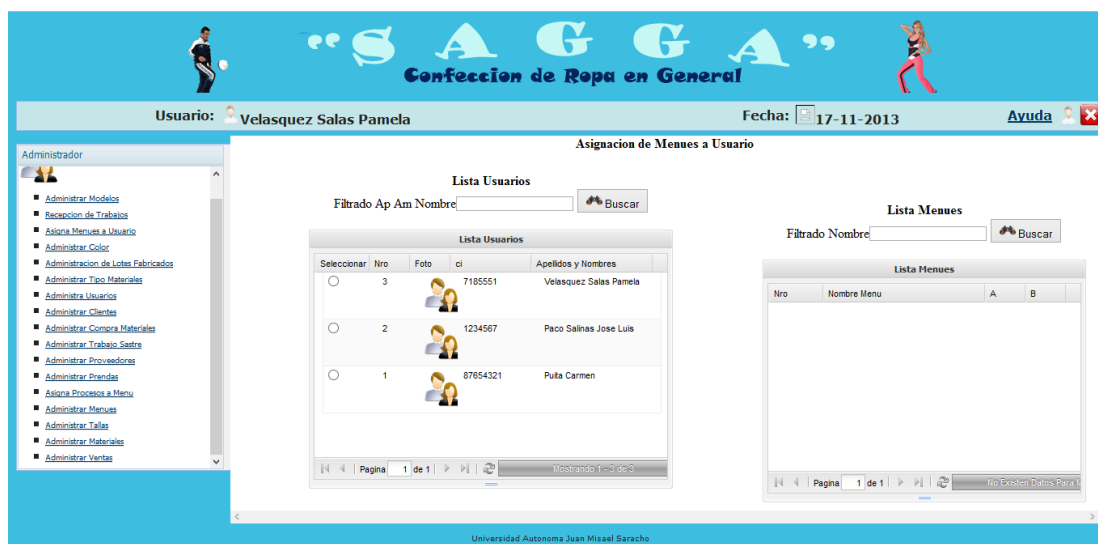 "SAGGA"
Confeccion de Ropa en General
Usuario: Velasquez Salas Pamela
Fecha: 17-11-2013
Ayuda
Administrador
Administrar Modelos
Recepcion de Trabajos
Asigna Menues a Usuario
Administrar Color
Administracion de Lotes Fabricados
Administrar Tipo Materiales
Administra Usuarios
Administrar Clientes
Administrar Compra Materiales
Administrar Trabajo Sastre
Administrar Proveedores
Administrar Prendas
Asigna Procesos a Menu
Administrar Menues
Administrar Tallas
Administrar Materiales
Administrar Ventas
Asignacion de Menues a Usuario
Lista Usuarios
Filtrado Ap Am Nombre Buscar
Lista Usuarios
Seleccionar Nro Foto ci Apellidos y Nombres
3 7185551 Velasquez Salas Pamela
2 1234567 Paco Salinas Jose Luis
1 87654321 Puita Carmen
Pagina 1 de 1 Mostrando 1 - 3 de 3
Lista Menues
Filtrado Nombre Buscar
Lista Menues
Nro Nombre Menu A B
Pagina 1 de 1 No Existen Datos Para
Universidad Autonoma Juan Misael Saracho